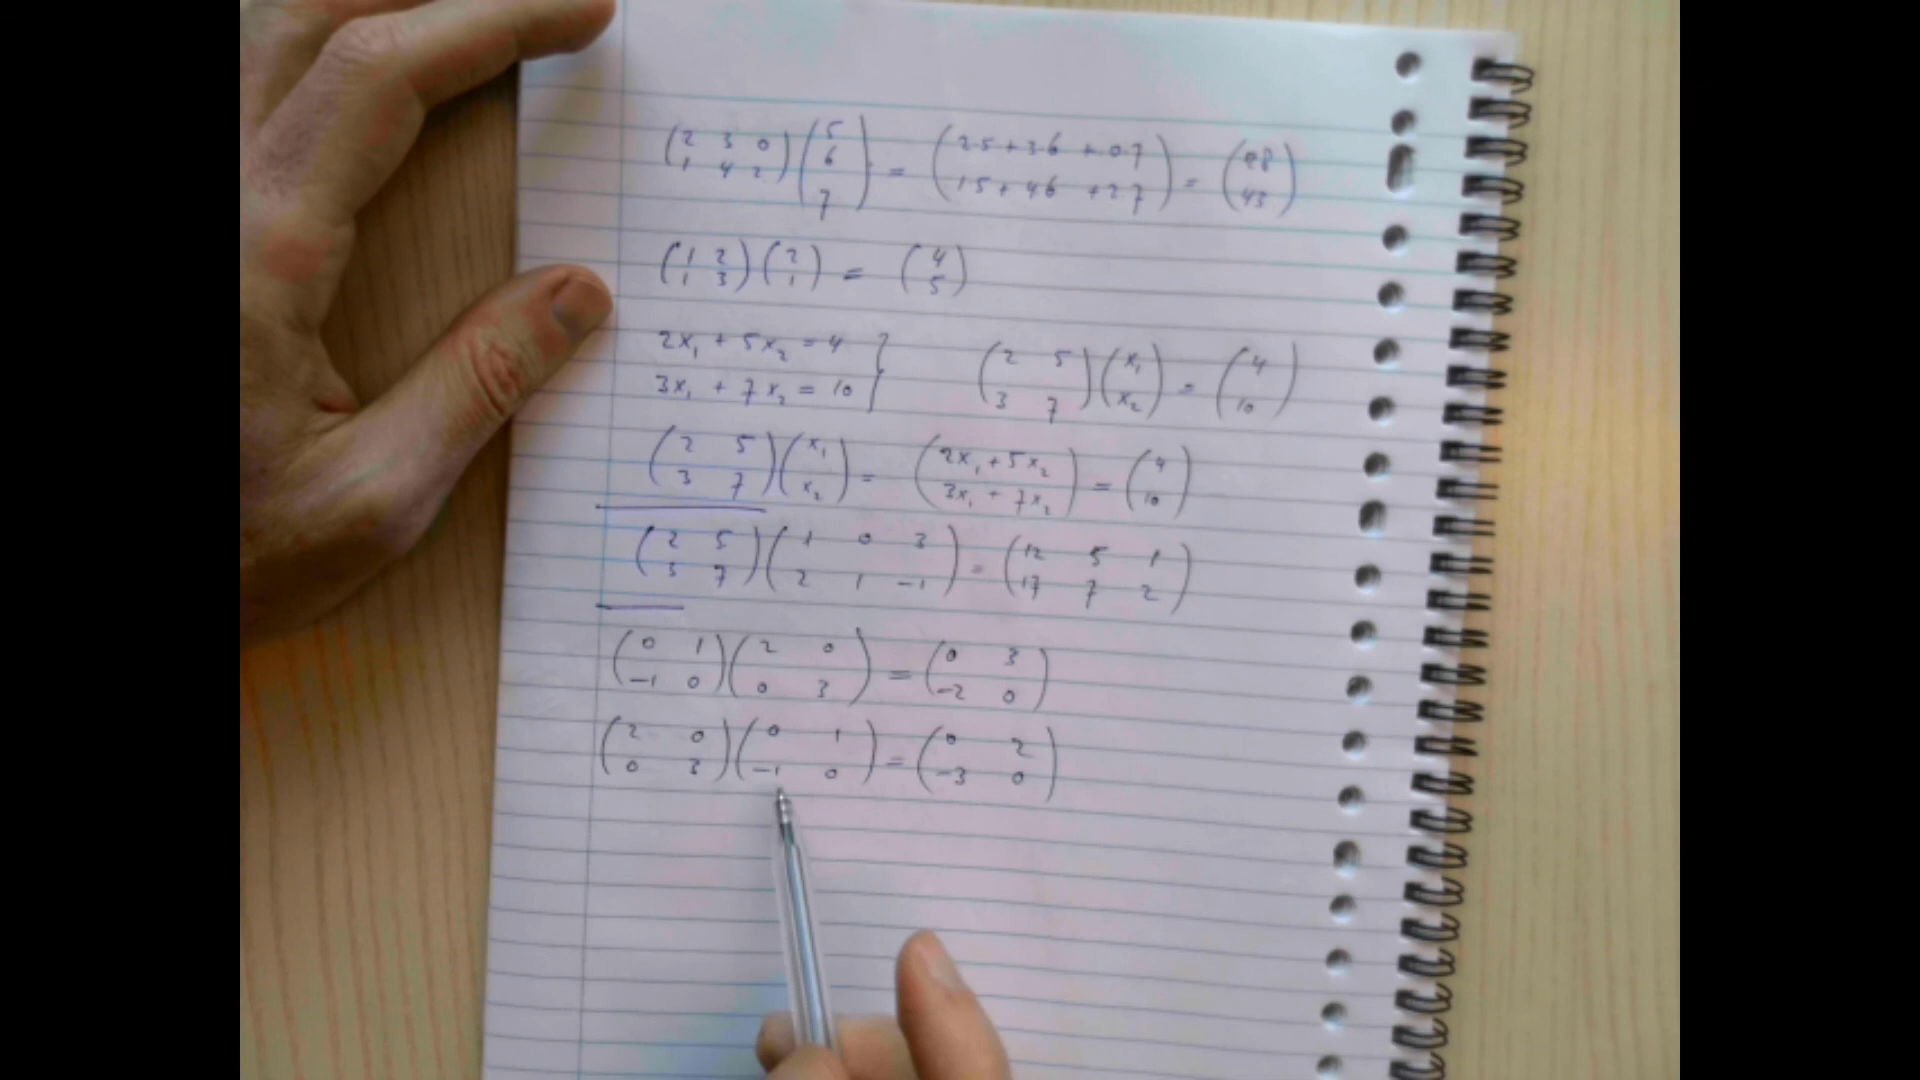 (2 3 0 / 1 4 2)(5 / 6 / 7) = (2·5 + 3·6 + 0·7 / 1·5 + 4·6 + 2·7) = (28 / 43)
(1 2 / 1 3)(2 / 1) = (4 / 5)
2x₁ + 5x₂ = 4
3x₁ + 7x₂ = 10 } (2 5 / 3 7)(x₁ / x₂) = (4 / 10)
(2 5 / 3 7)(x₁ / x₂) = (2x₁ + 5x₂ / 3x₁ + 7x₂) = (4 / 10)
(2 5 / 3 7)(1 0 3 / 2 1 -1) = (12 5 1 / 17 7 2)
(0 1 / -1 0)(2 0 / 0 3) = (0 3 / -2 0)
(2 0 / 0 3)(0 1 / -1 0) = (0 2 / -3 0)